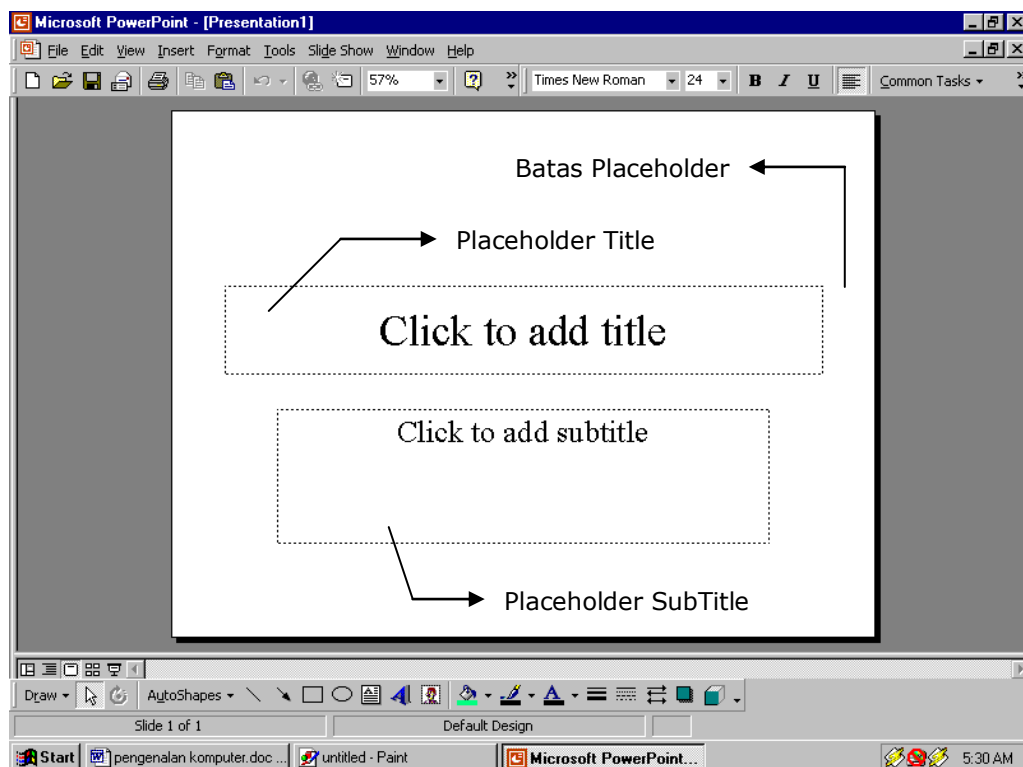 Microsoft PowerPoint - [Presentation1]
File Edit View Insert Format Tools Slide Show Window Help
57% Times New Roman 24 B I U Common Tasks
Batas Placeholder
Placeholder Title
Click to add title
Click to add subtitle
Placeholder SubTitle
Draw AutoShapes
Slide 1 of 1 Default Design
Start pengenalan komputer.doc ... untitled - Paint Microsoft PowerPoint... 5:30 AM